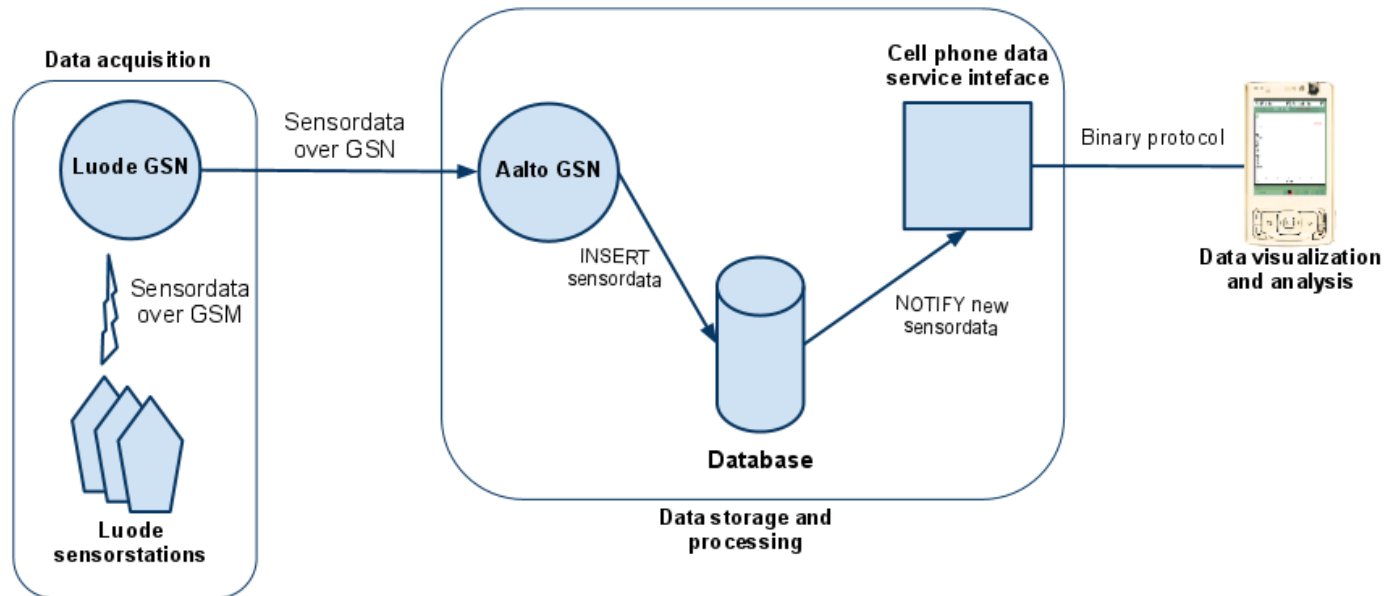 Data acquisition
Luode GSN
Sensordata
over GSM
Luode
sensorstations
Sensordata
over GSN
Aalto GSN
INSERT
sensordata
Database
NOTIFY new
sensordata
Cell phone data
service inteface
Data storage and
processing
Binary protocol
Data visualization
and analysis